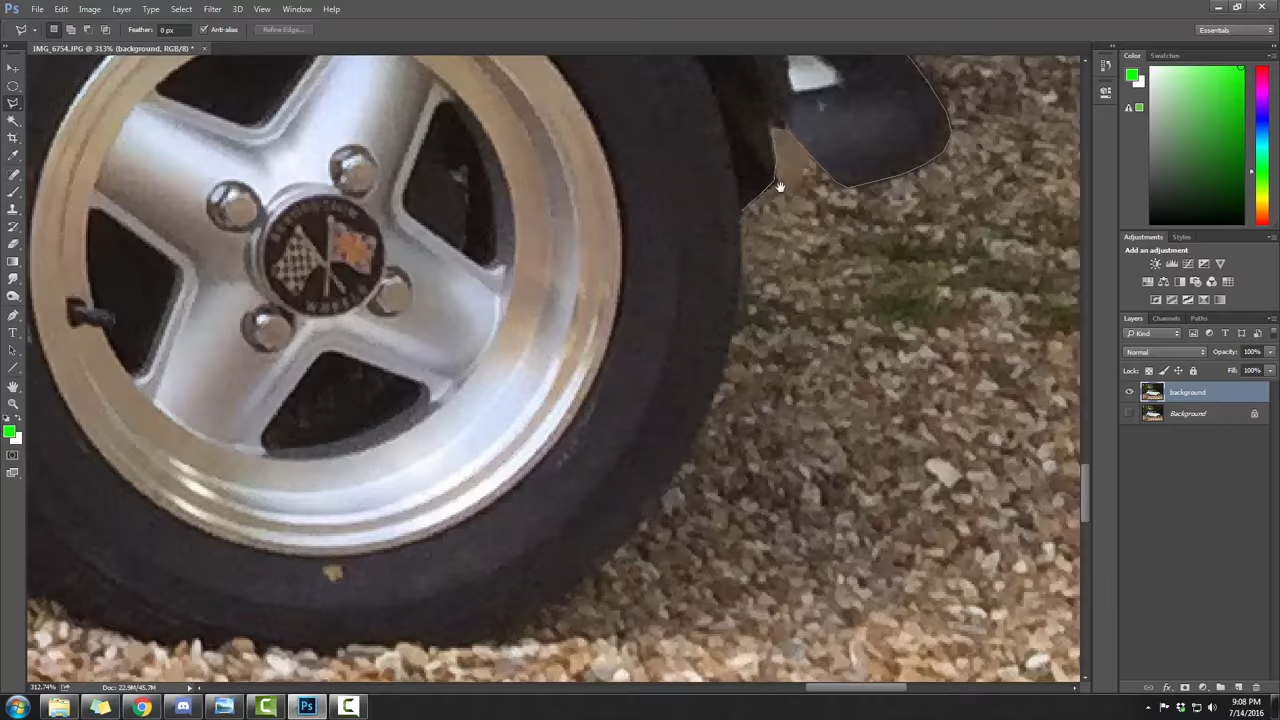 Ps File Edit Image Layer Type Select Filter 3D View Window Help
Feather: 0 px Anti-alias Refine Edge... Essentials
IMG_6754.JPG @ 313% (background, RGB/8) *
Color Swatches
Adjustments Styles
Add an adjustment
Layers Channels Paths
Kind
Normal Opacity: 100%
Lock: Fill: 100%
background
Background
312.74% Doc: 22.9M/45.7M
Ps
9:08 PM
7/14/2016